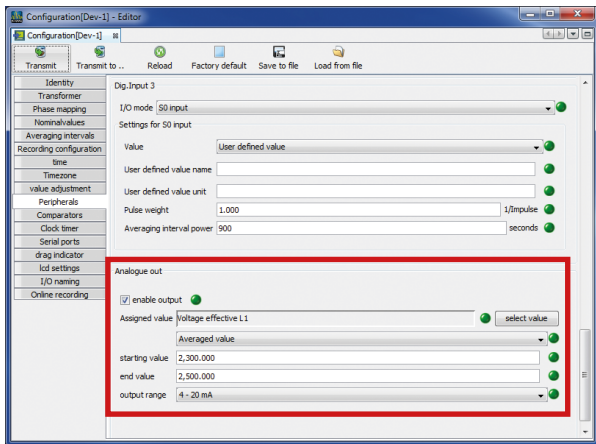 Configuration[Dev-1] - Editor
Configuration[Dev-1]
Transmit Transmit to .. Reload Factory default Save to file Load from file
Identity
Transformer
Phase mapping
Nominalvalues
Averaging intervals
Recording configuration
time
Timezone
value adjustment
Peripherals
Comparators
Clock timer
Serial ports
drag indicator
lcd settings
I/O naming
Online recording
Dig.Input 3
I/O mode S0 input
Settings for S0 input
Value User defined value
User defined value name
User defined value unit
Pulse weight 1.000 1/Impulse
Averaging interval power 900 seconds
Analogue out
enable output
Assigned value Voltage effective L1 select value
Averaged value
starting value 2,300.000
end value 2,500.000
output range 4 - 20 mA